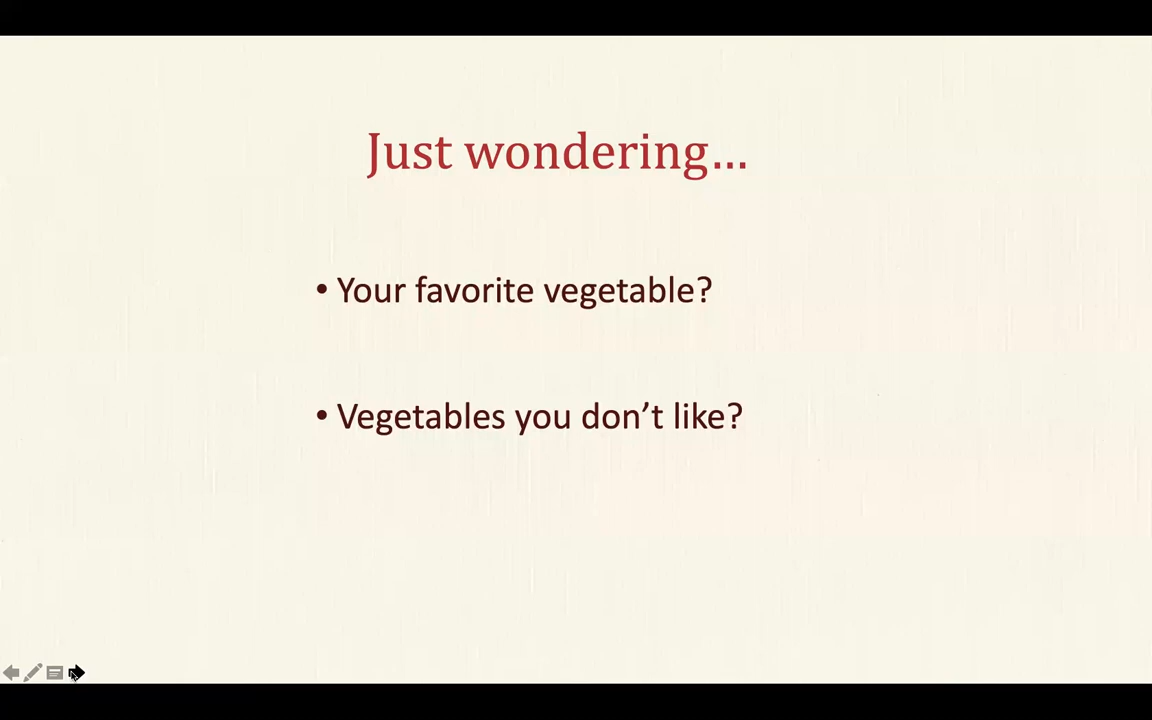 Just wondering…
• Your favorite vegetable?
• Vegetables you don’t like?